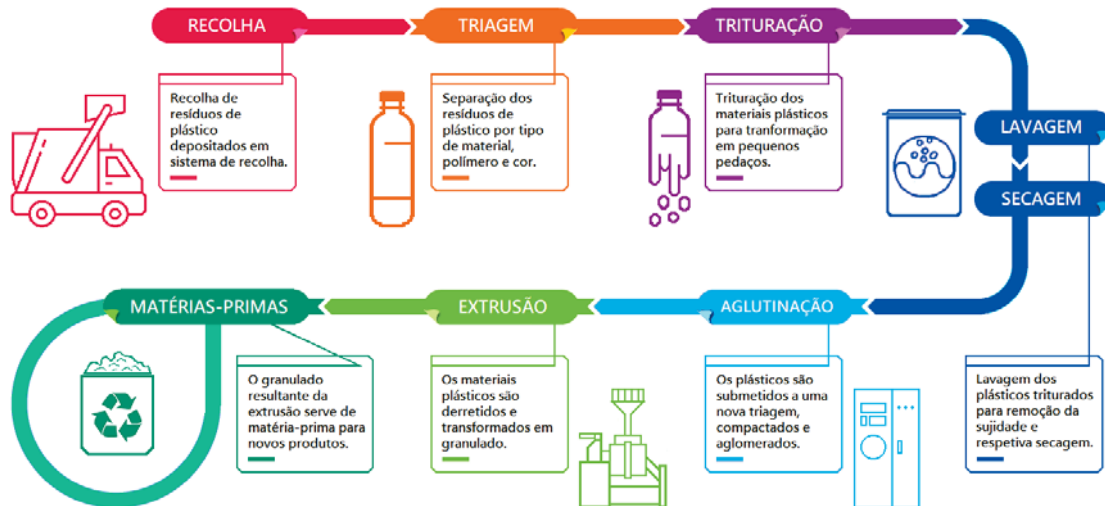 RECOLHA
Recolha de
resíduos de
plástico
depositados em
sistema de recolha.
TRIAGEM
Separação dos
resíduos de
plástico por tipo
de material,
polímero e cor.
TRITURAÇÃO
Trituração dos
materiais plásticos
para tranformação
em pequenos
pedaços.
LAVAGEM
SECAGEM
Lavagem dos
plásticos triturados
para remoção da
sujidade e
respetiva secagem.
AGLUTINAÇÃO
Os plásticos são
submetidos a uma
nova triagem,
compactados e
aglomerados.
EXTRUSÃO
Os materiais
plásticos são
derretidos e
transformados em
granulado.
MATÉRIAS-PRIMAS
O granulado
resultante da
extrusão serve de
matéria-prima para
novos produtos.